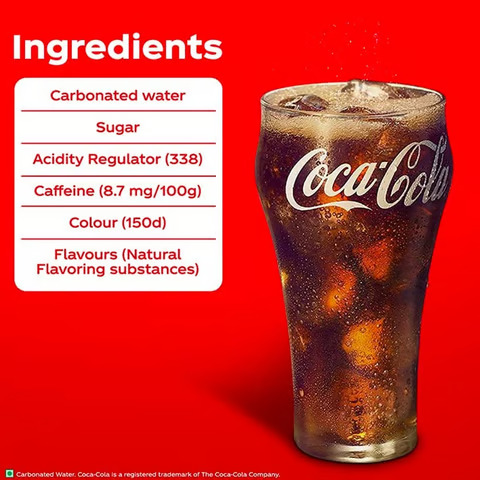 Ingredients
Carbonated water
Sugar
Acidity Regulator (338)
Caffeine (8.7 mg/100g)
Colour (150d)
Flavours (Natural
Flavoring substances)
Coca-Cola
Carbonated Water. Coca-Cola is a registered trademark of The Coca-Cola Company.